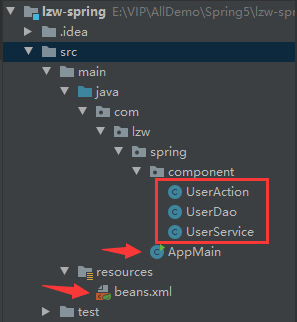 lzw-spring E:\VIP\AllDemo\Spring5\lzw-spr
.idea
src
main
java
com
lzw
spring
component
UserAction
UserDao
UserService
AppMain
resources
beans.xml
test